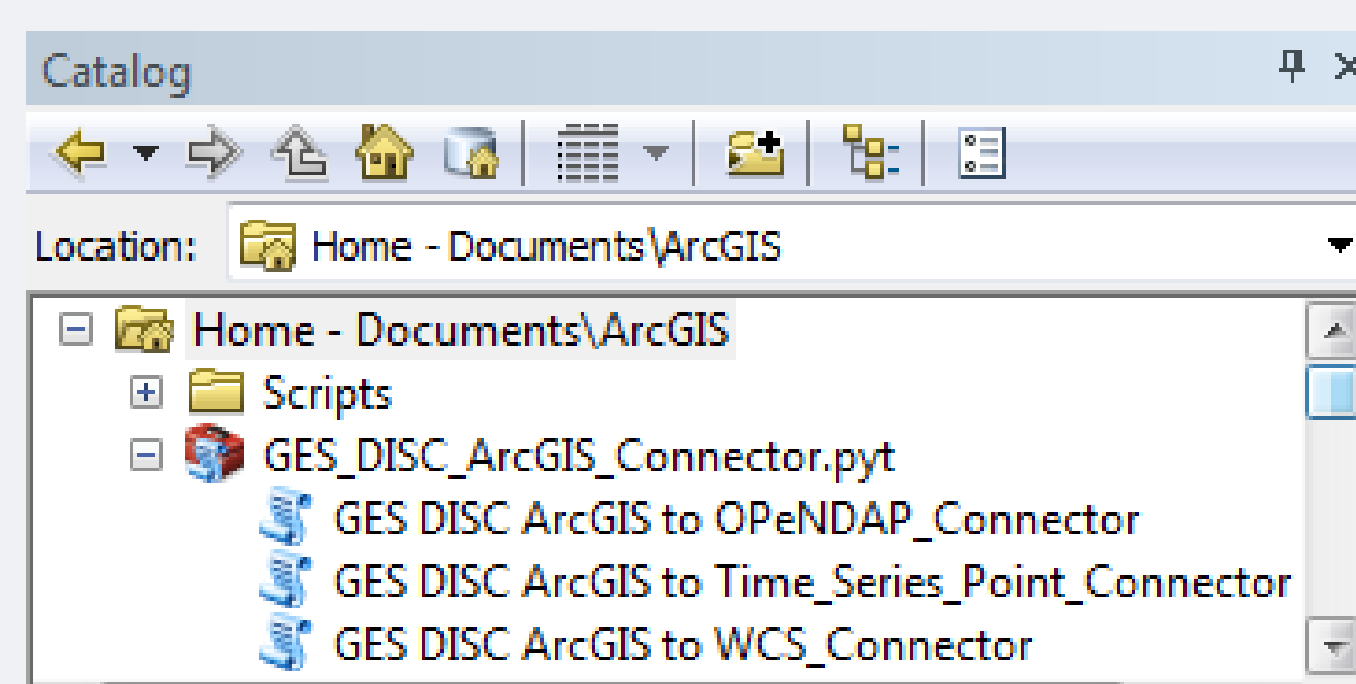 Catalog
Location: Home - Documents\ArcGIS
Home - Documents\ArcGIS
Scripts
GES_DISC_ArcGIS_Connector.pyt
GES DISC ArcGIS to OPeNDAP_Connector
GES DISC ArcGIS to Time_Series_Point_Connector
GES DISC ArcGIS to WCS_Connector